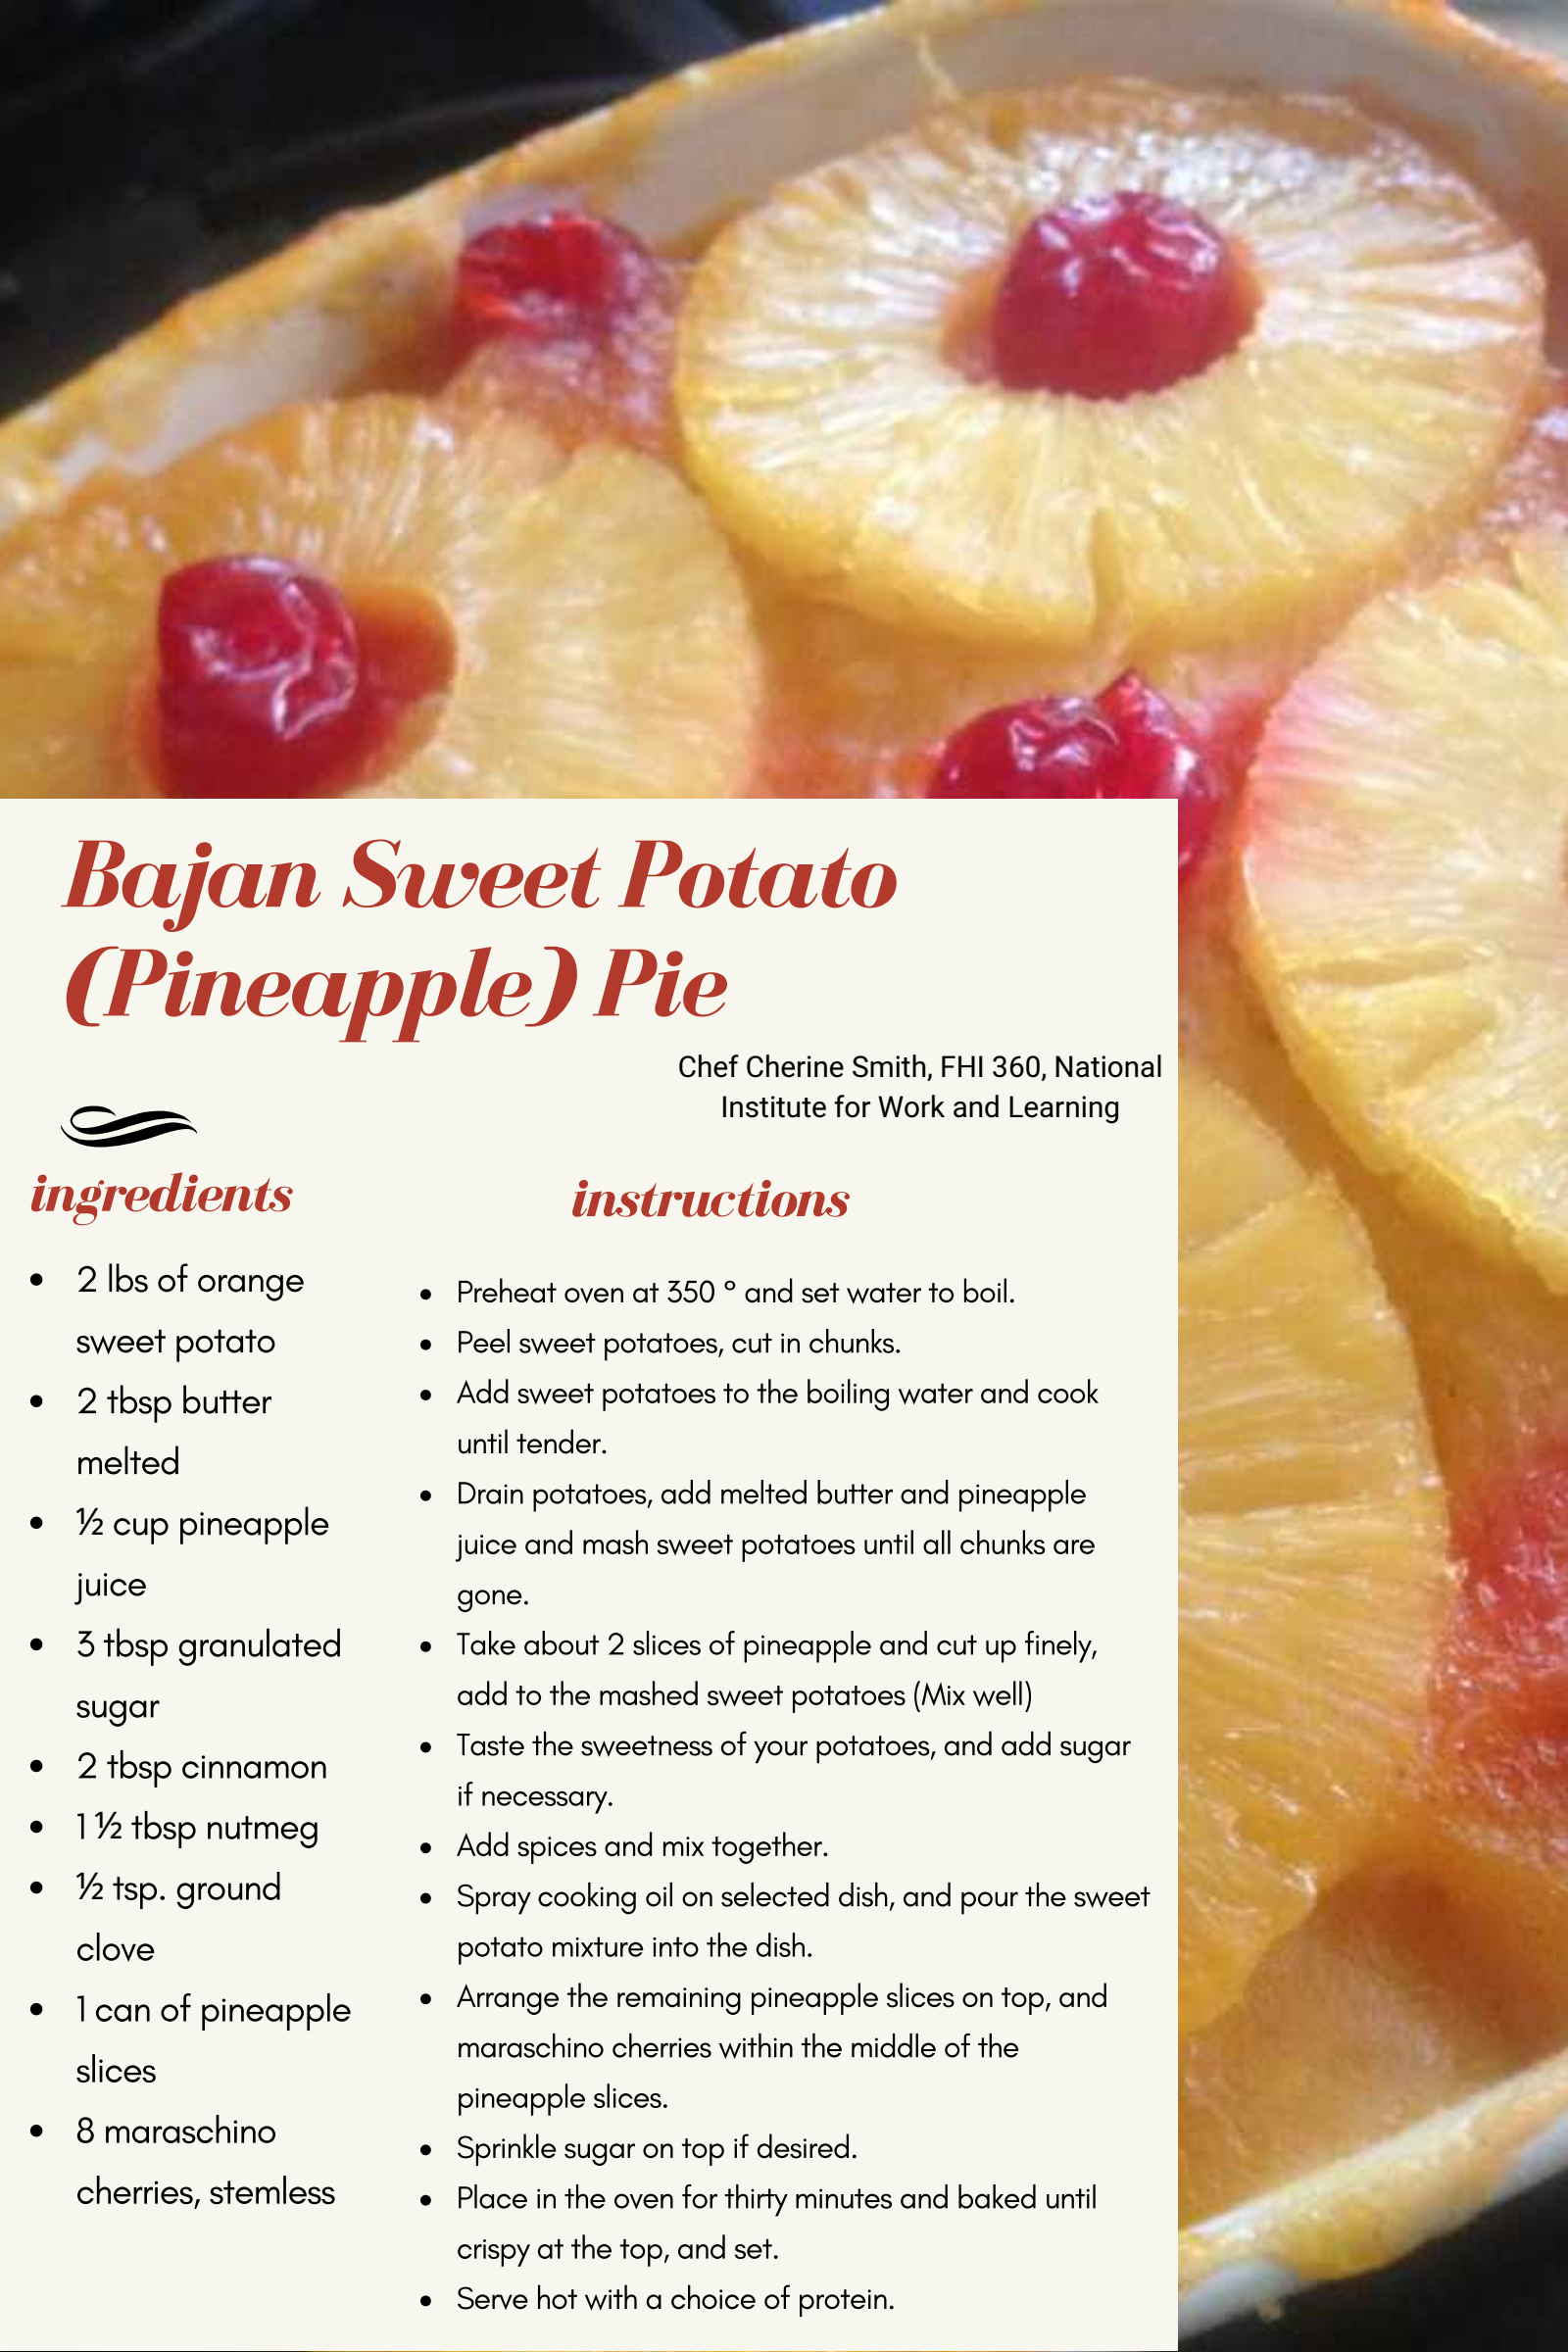 Bajan Sweet Potato
(Pineapple) Pie
Chef Cherine Smith, FHI 360, National
Institute for Work and Learning
ingredients
• 2 lbs of orange
sweet potato
• 2 tbsp butter
melted
• ½ cup pineapple
juice
• 3 tbsp granulated
sugar
• 2 tbsp cinnamon
• 1 ½ tbsp nutmeg
• ½ tsp. ground
clove
• 1 can of pineapple
slices
• 8 maraschino
cherries, stemless
instructions
• Preheat oven at 350 ° and set water to boil.
• Peel sweet potatoes, cut in chunks.
• Add sweet potatoes to the boiling water and cook
until tender.
• Drain potatoes, add melted butter and pineapple
juice and mash sweet potatoes until all chunks are
gone.
• Take about 2 slices of pineapple and cut up finely,
add to the mashed sweet potatoes (Mix well)
• Taste the sweetness of your potatoes, and add sugar
if necessary.
• Add spices and mix together.
• Spray cooking oil on selected dish, and pour the sweet
potato mixture into the dish.
• Arrange the remaining pineapple slices on top, and
maraschino cherries within the middle of the
pineapple slices.
• Sprinkle sugar on top if desired.
• Place in the oven for thirty minutes and baked until
crispy at the top, and set.
• Serve hot with a choice of protein.